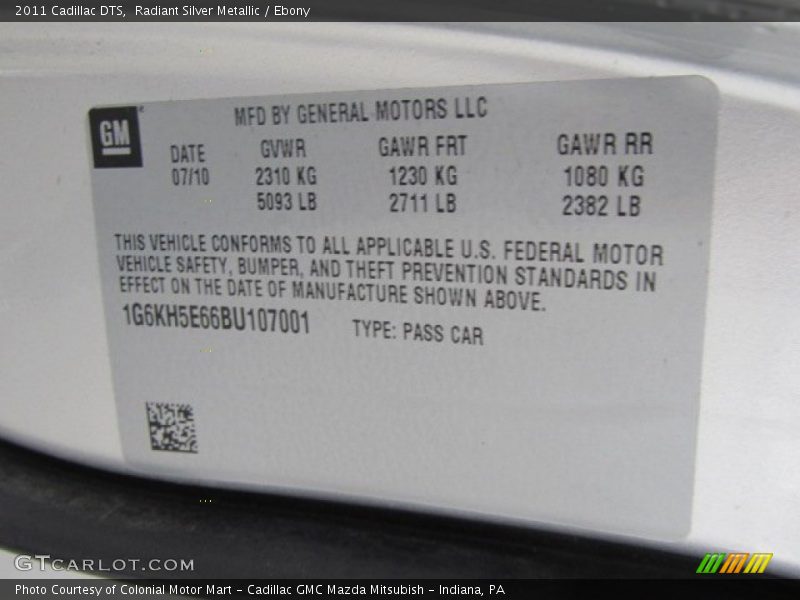 2011 Cadillac DTS, Radiant Silver Metallic / Ebony
GM
MFD BY GENERAL MOTORS LLC
DATE GVWR GAWR FRT GAWR RR
07/10 2310 KG 1230 KG 1080 KG
5093 LB 2711 LB 2382 LB
THIS VEHICLE CONFORMS TO ALL APPLICABLE U.S. FEDERAL MOTOR
VEHICLE SAFETY, BUMPER, AND THEFT PREVENTION STANDARDS IN
EFFECT ON THE DATE OF MANUFACTURE SHOWN ABOVE.
1G6KH5E66BU107001 TYPE: PASS CAR
GTCARLOT.COM
Photo Courtesy of Colonial Motor Mart - Cadillac GMC Mazda Mitsubish - Indiana, PA